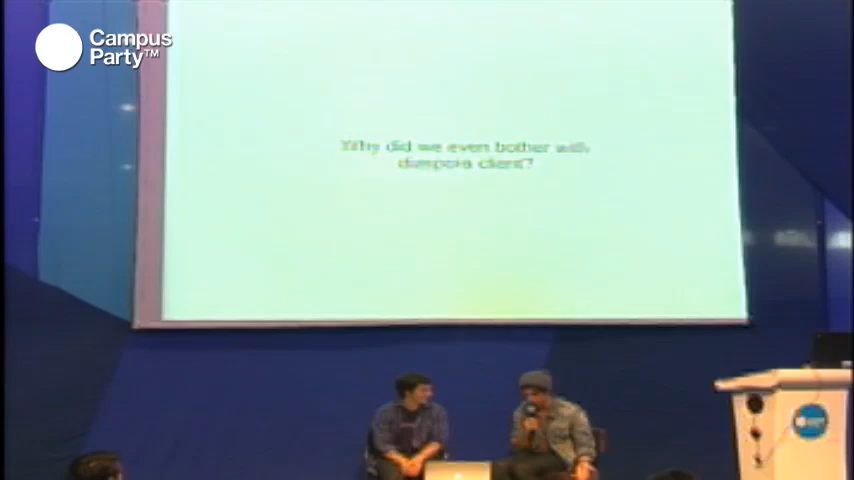 Campus
Party™
Why did we even bother with
diaspora client?